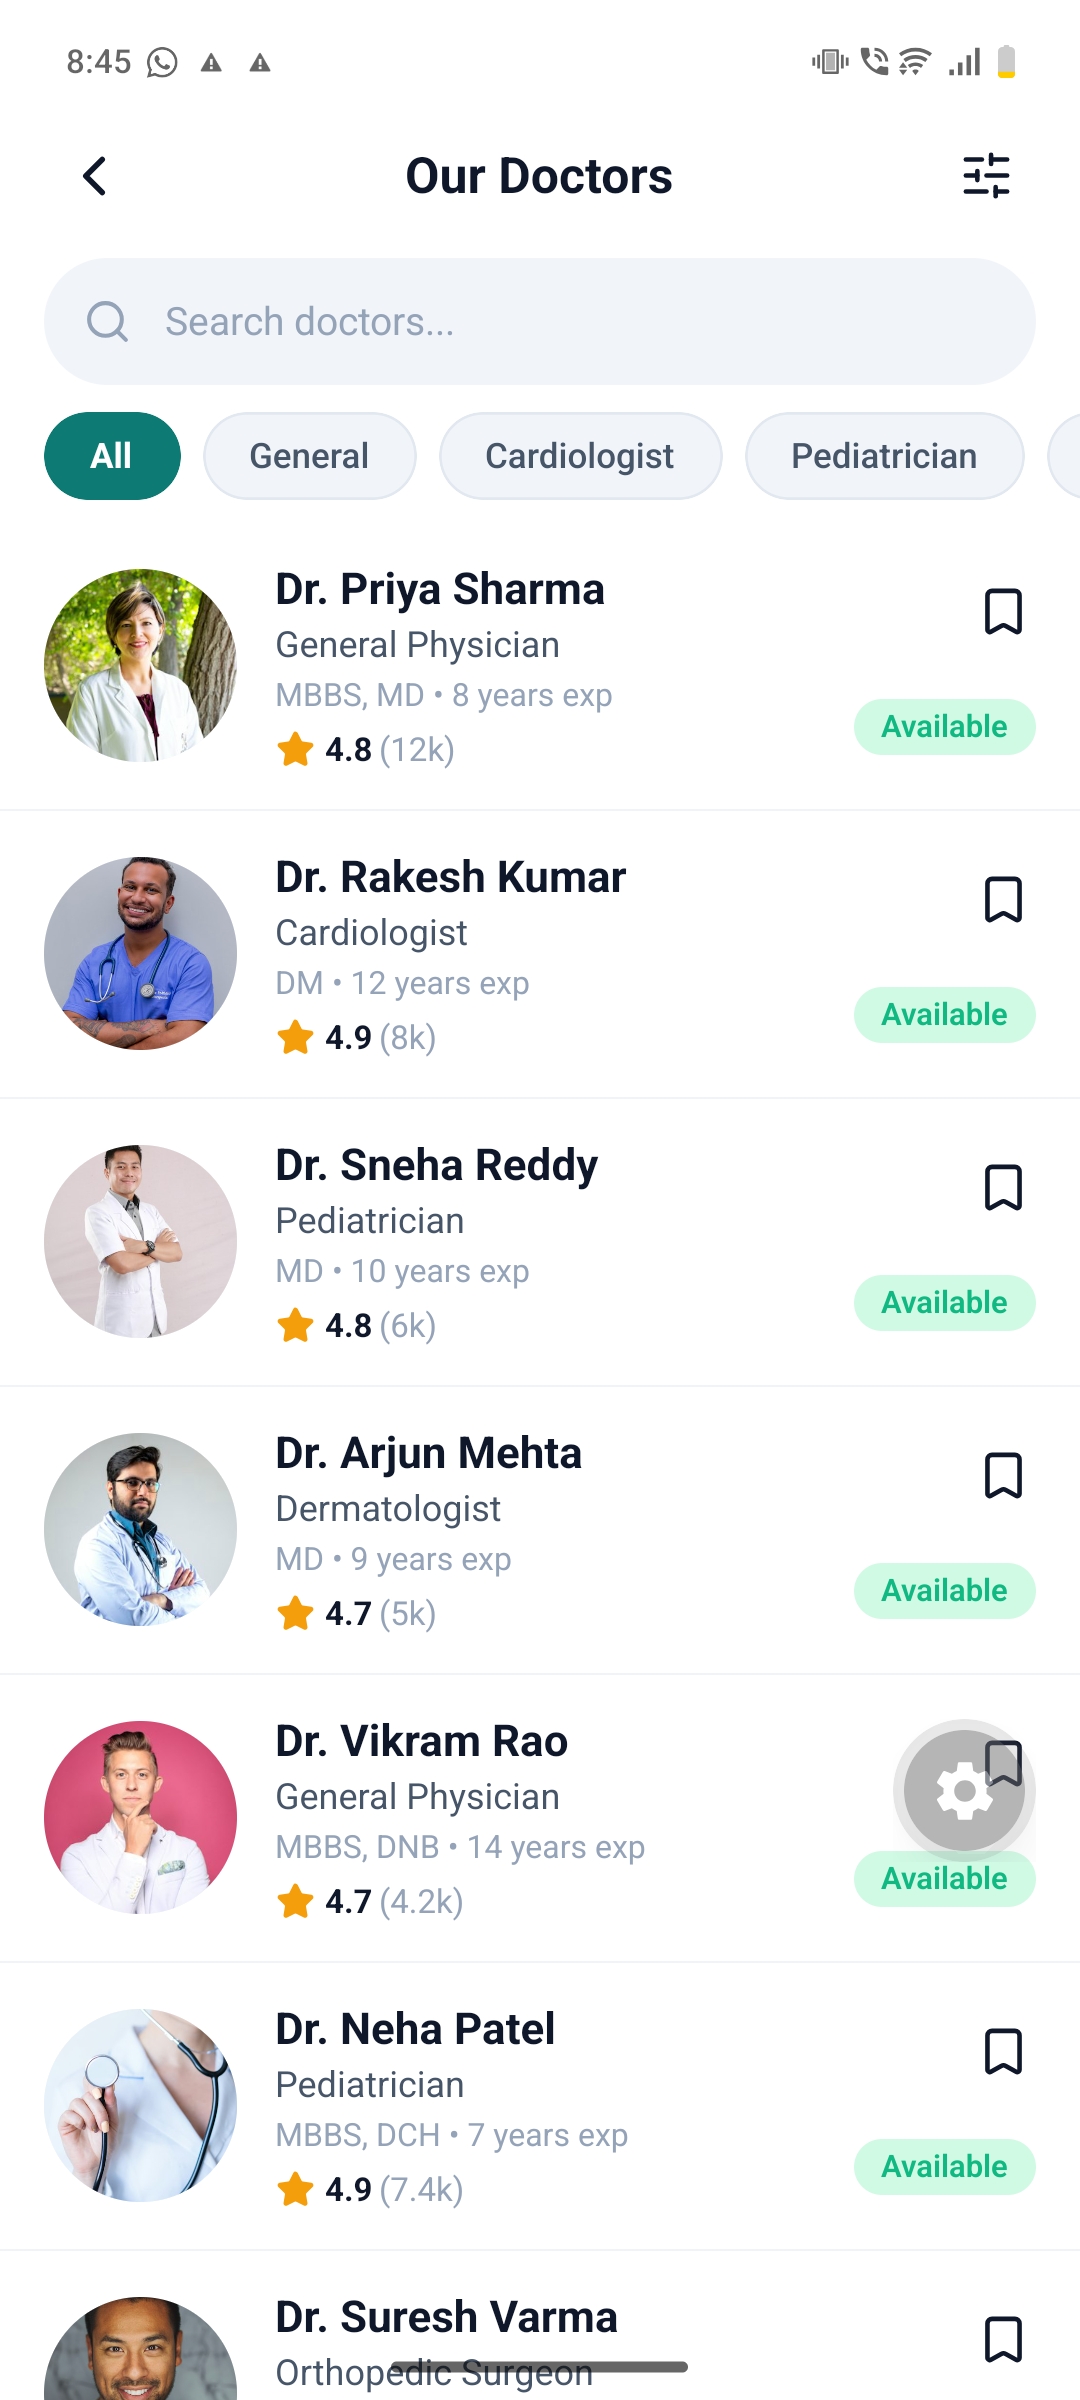 8:45
Our Doctors
Search doctors...
All General Cardiologist Pediatrician
Dr. Priya Sharma
General Physician
MBBS, MD • 8 years exp
4.8 (12k)
Available
Dr. Rakesh Kumar
Cardiologist
DM • 12 years exp
4.9 (8k)
Available
Dr. Sneha Reddy
Pediatrician
MD • 10 years exp
4.8 (6k)
Available
Dr. Arjun Mehta
Dermatologist
MD • 9 years exp
4.7 (5k)
Available
Dr. Vikram Rao
General Physician
MBBS, DNB • 14 years exp
4.7 (4.2k)
Available
Dr. Neha Patel
Pediatrician
MBBS, DCH • 7 years exp
4.9 (7.4k)
Available
Dr. Suresh Varma
Orthopedic Surgeon